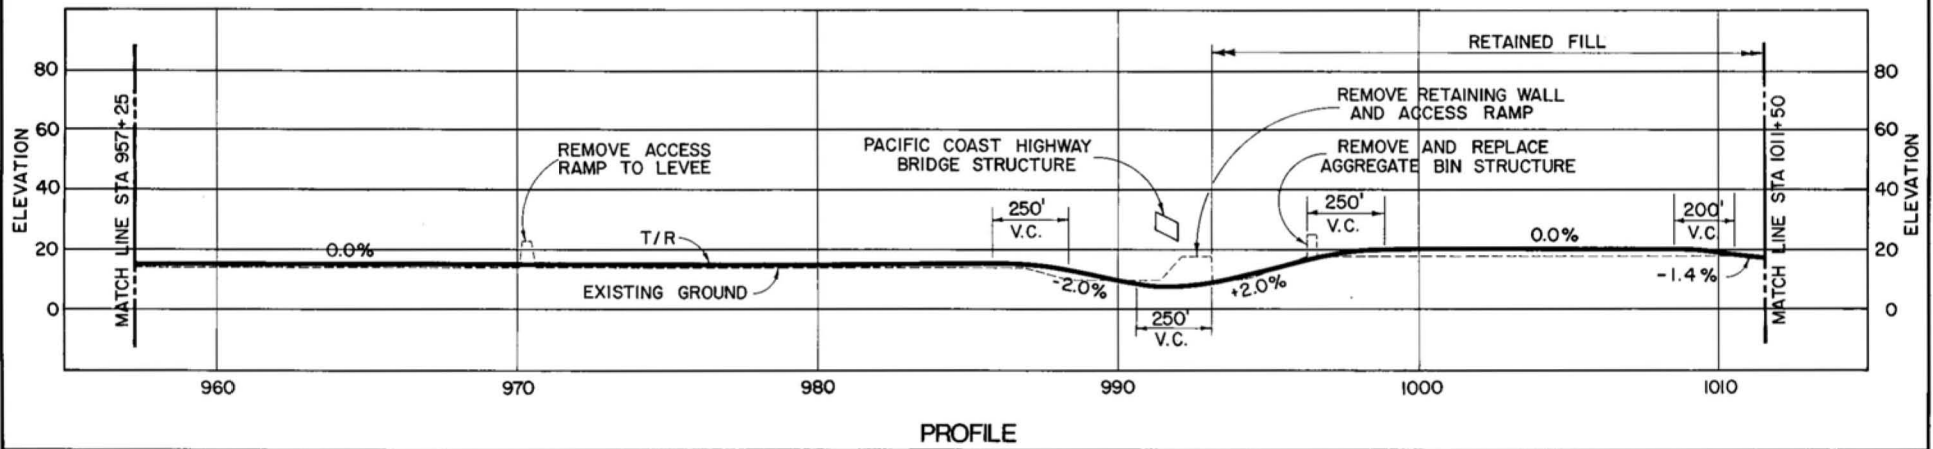 RETAINED FILL
80
80
REMOVE RETAINING WALL
AND ACCESS RAMP
60
60
ELEVATION
MATCH LINE STA 957+25
REMOVE ACCESS
RAMP TO LEVEE
PACIFIC COAST HIGHWAY
BRIDGE STRUCTURE
REMOVE AND REPLACE
AGGREGATE BIN STRUCTURE
MATCH LINE STA 1011+50
ELEVATION
40
40
250'
V.C.
250'
V.C.
200'
V.C.
20
0.0%
T/R
0.0%
20
EXISTING GROUND
-2.0%
+2.0%
-1.4%
0
0
250'
V.C.
960
970
980
990
1000
1010
PROFILE